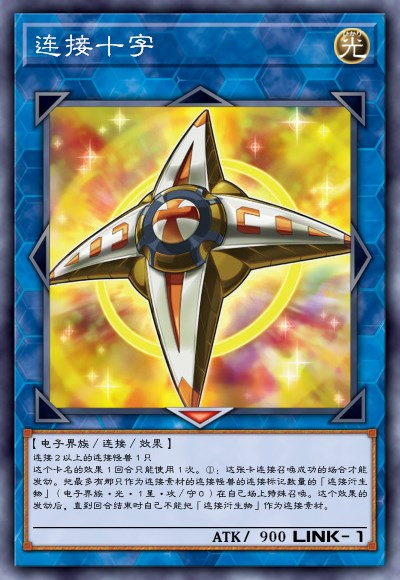 连接十字
光
ひかり
【电子界族／连接／效果】
连接2以上的连接怪兽1只
这个卡名的效果1回合只能使用1次。①：这张卡连接召唤成功的场合才能
发动。把最多有那只作为连接素材的连接怪兽的连接标记数量的「连接衍生
物」（电子界族·光·1星·攻／守0）在自己场上特殊召唤。这个效果的
发动后，直到回合结束时自己不能把「连接衍生物」作为连接素材。
ATK/ 900 LINK-1